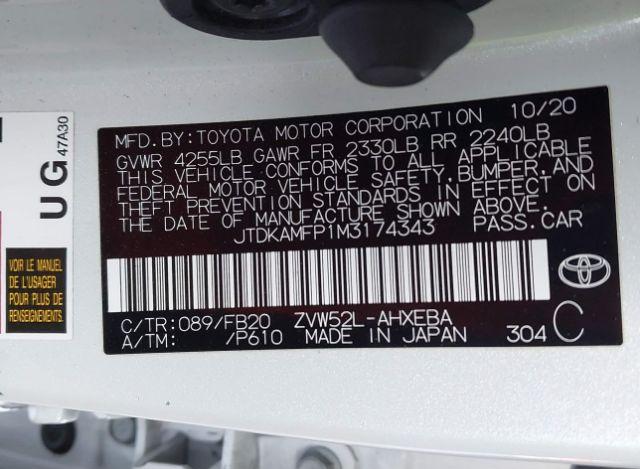 10/20
MFD.BY:TOYOTA MOTOR CORPORATION
GVWR 4255LB GAWR FR 2330LB RR 2240LB
THIS VEHICLE CONFORMS TO ALL APPLICABLE
FEDERAL MOTOR VEHICLE SAFETY,BUMPER,AND
THEFT PREVENTION STANDARDS IN EFFECT ON
THE DATE OF MANUFACTURE SHOWN ABOVE.
JTDKAMFP1M3174343 PASS.CAR
C/TR:089/FB20 ZVW52L-AHXEBA C
A/TM: /P610 MADE IN JAPAN 304
UG
47A30
VOIR LE MANUEL
DE L'USAGER
POUR PLUS DE
RENSEIGNEMENTS.